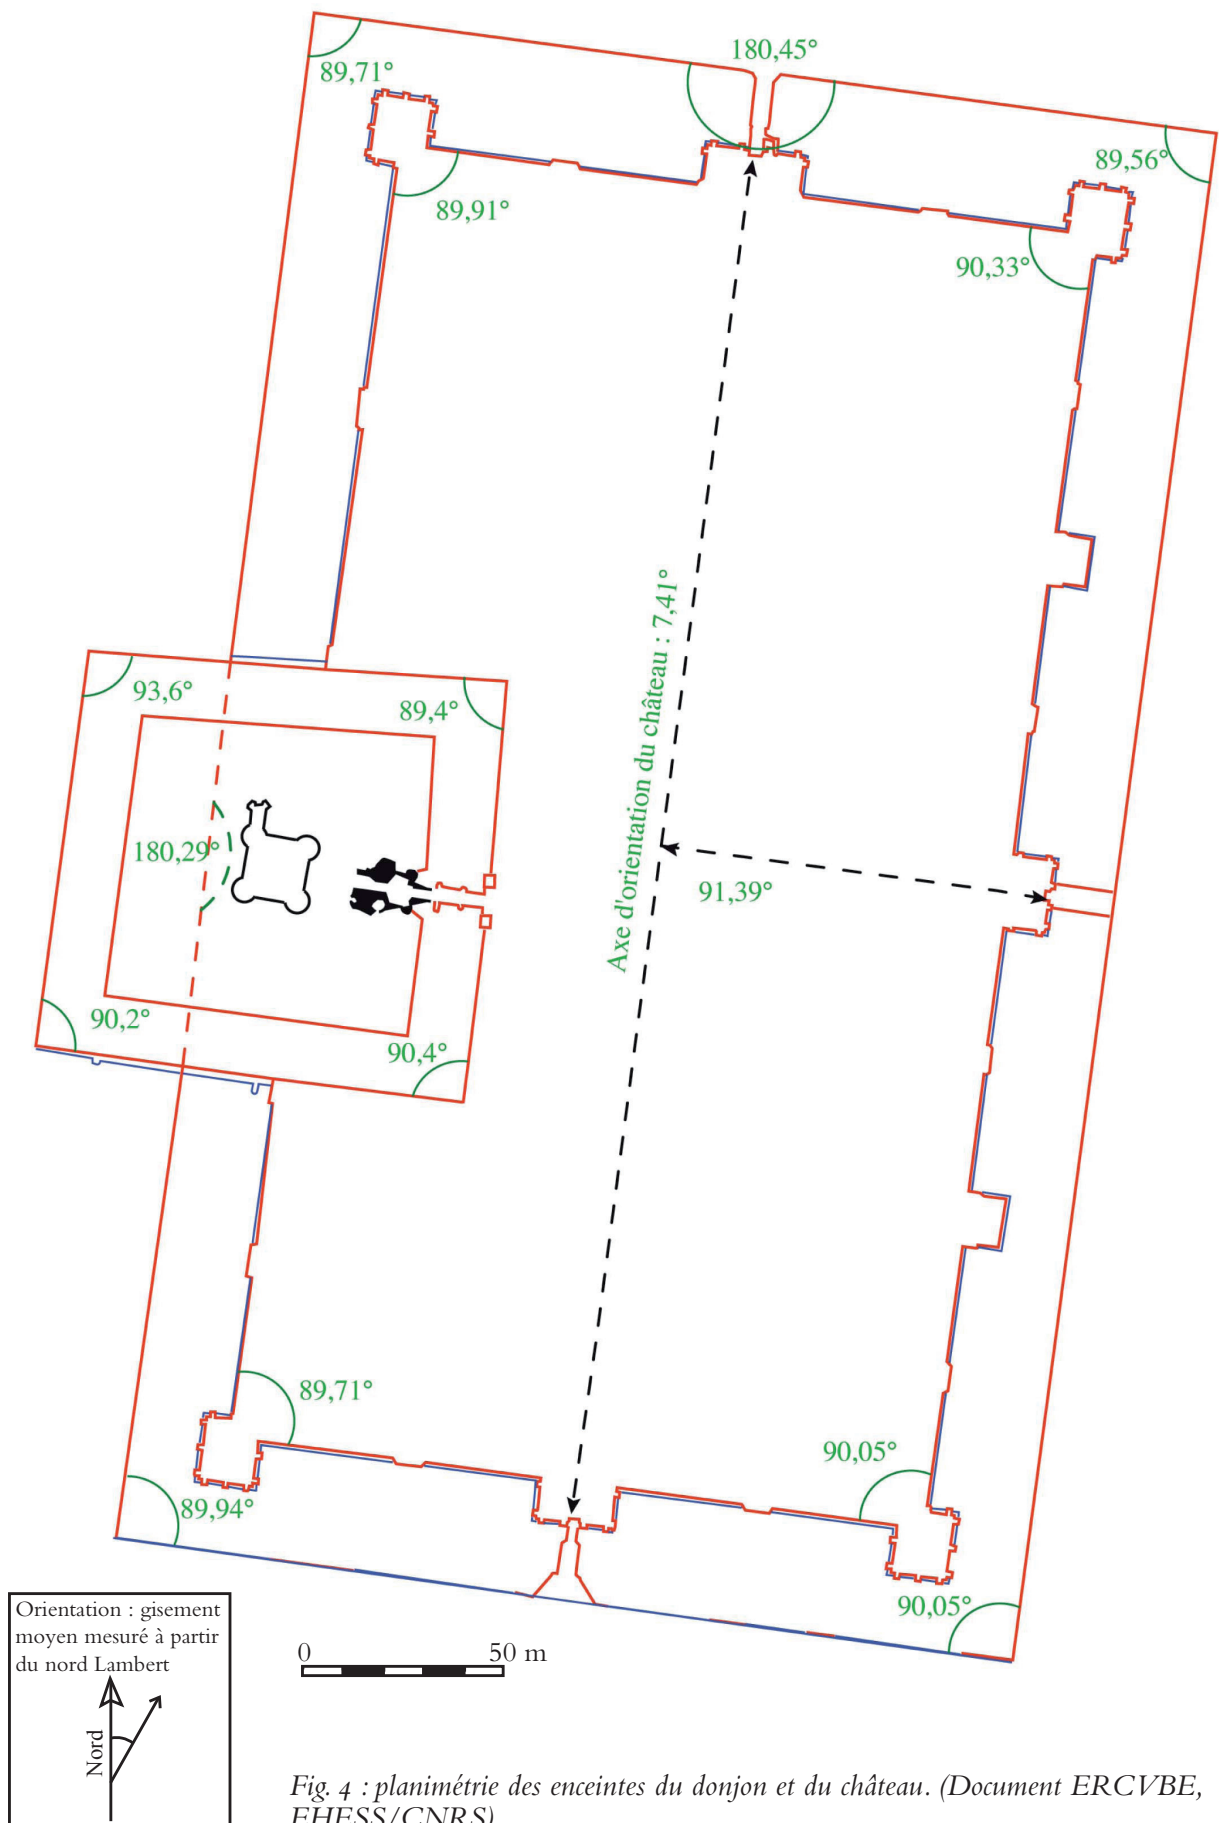 180,45°
89,71°
89,56°
89,91°
90,33°
Axe d'orientation du château : 7,41°
93,6°
89,4°
180,29°
91,39°
90,2°
90,4°
89,71°
90,05°
89,94°
90,05°
Orientation : gisement
moyen mesuré à partir
du nord Lambert
Nord
0 50 m
Fig. 4 : planimétrie des enceintes du donjon et du château. (Document ERCVBE,
EHESS/CNRS)